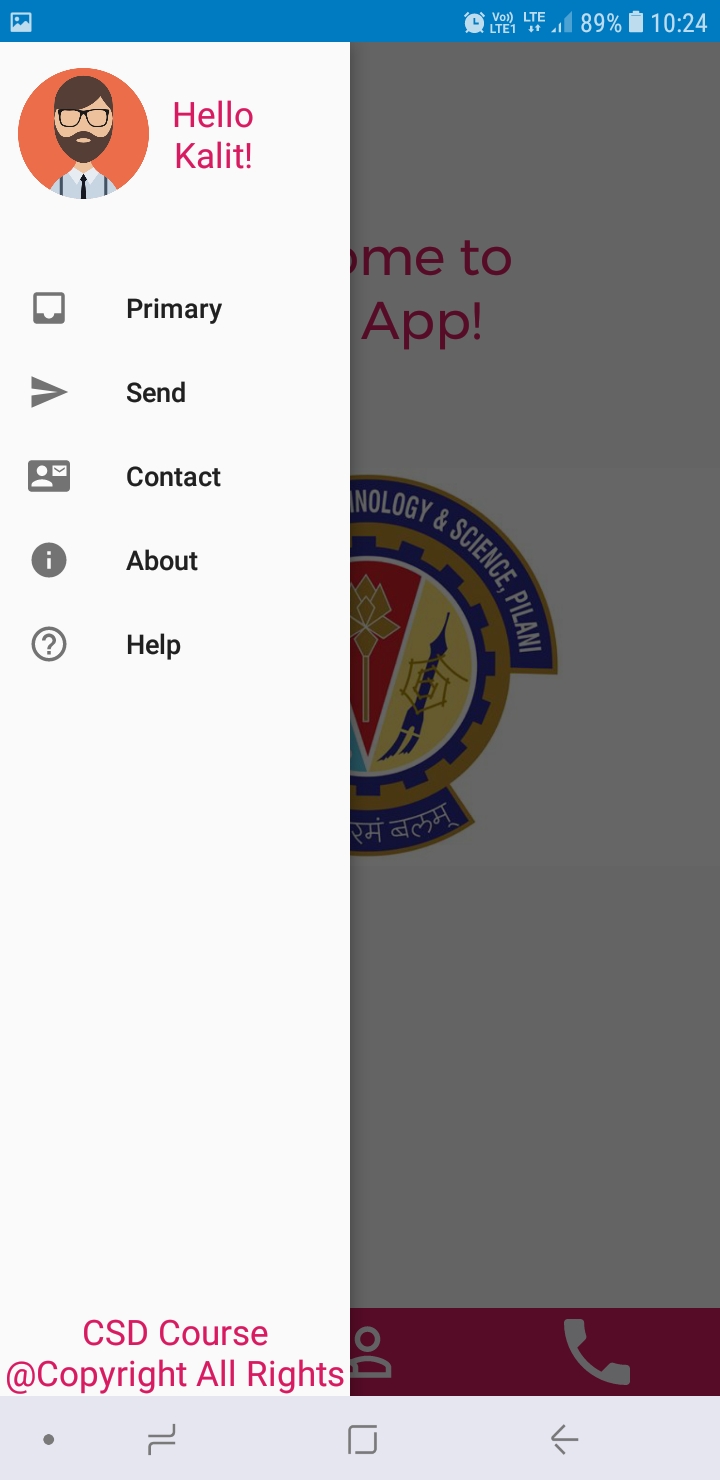 Vo)) LTE1 LTE 89% 10:24
Hello
Kalit!
ome to
App!
Primary
Send
Contact
About
Help
NOLOGY & SCIENCE, PILANI
रमं बलम्
CSD Course
@Copyright All Rights